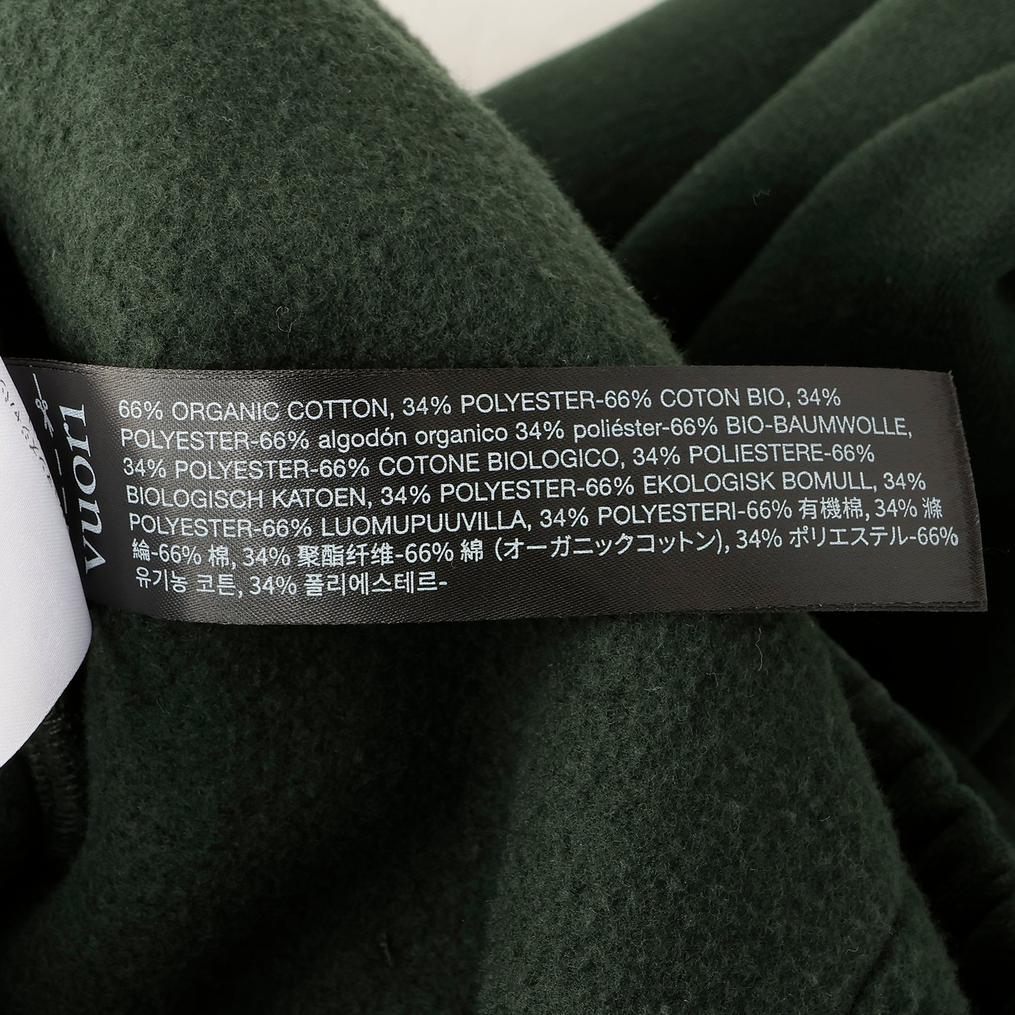 vuori
66% ORGANIC COTTON, 34% POLYESTER-66% COTON BIO, 34%
POLYESTER-66% algodón organico 34% poliéster-66% BIO-BAUMWOLLE,
34% POLYESTER-66% COTONE BIOLOGICO, 34% POLIESTERE-66%
BIOLOGISCH KATOEN, 34% POLYESTER-66% EKOLOGISK BOMULL, 34%
POLYESTER-66% LUOMUPUUVILLA, 34% POLYESTERI-66% 有機棉, 34% 滌
綸-66% 棉, 34% 聚酯纤维-66% 綿 (オーガニックコットン), 34% ポリエステル-66%
유기농 코튼, 34% 폴리에스테르-